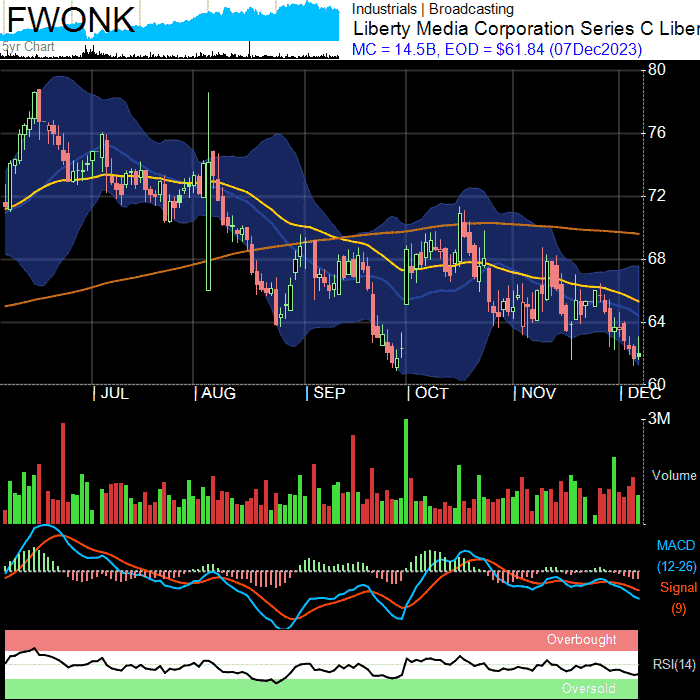 FWONK
5yr Chart
Industrials | Broadcasting
Liberty Media Corporation Series C Liber
MC = 14.5B, EOD = $61.84 (07Dec2023)
80
76
72
68
64
60
JUL
AUG
SEP
OCT
NOV
DEC
3M
Volume
MACD
(12-26)
Signal
(9)
Overbought
RSI(14)
Oversold